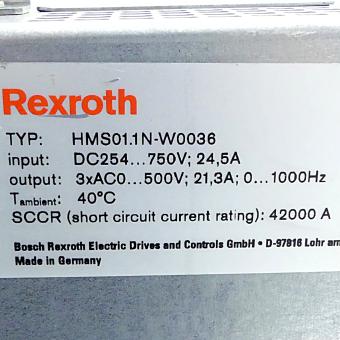 Rexroth
TYP: HMS01.1N-W0036
input: DC254...750V; 24,5A
output: 3xAC0...500V; 21,3A; 0...1000Hz
Tambient: 40°C
SCCR (short circuit current rating): 42000 A
Bosch Rexroth Electric Drives and Controls GmbH • D-97816 Lohr am
Made in Germany